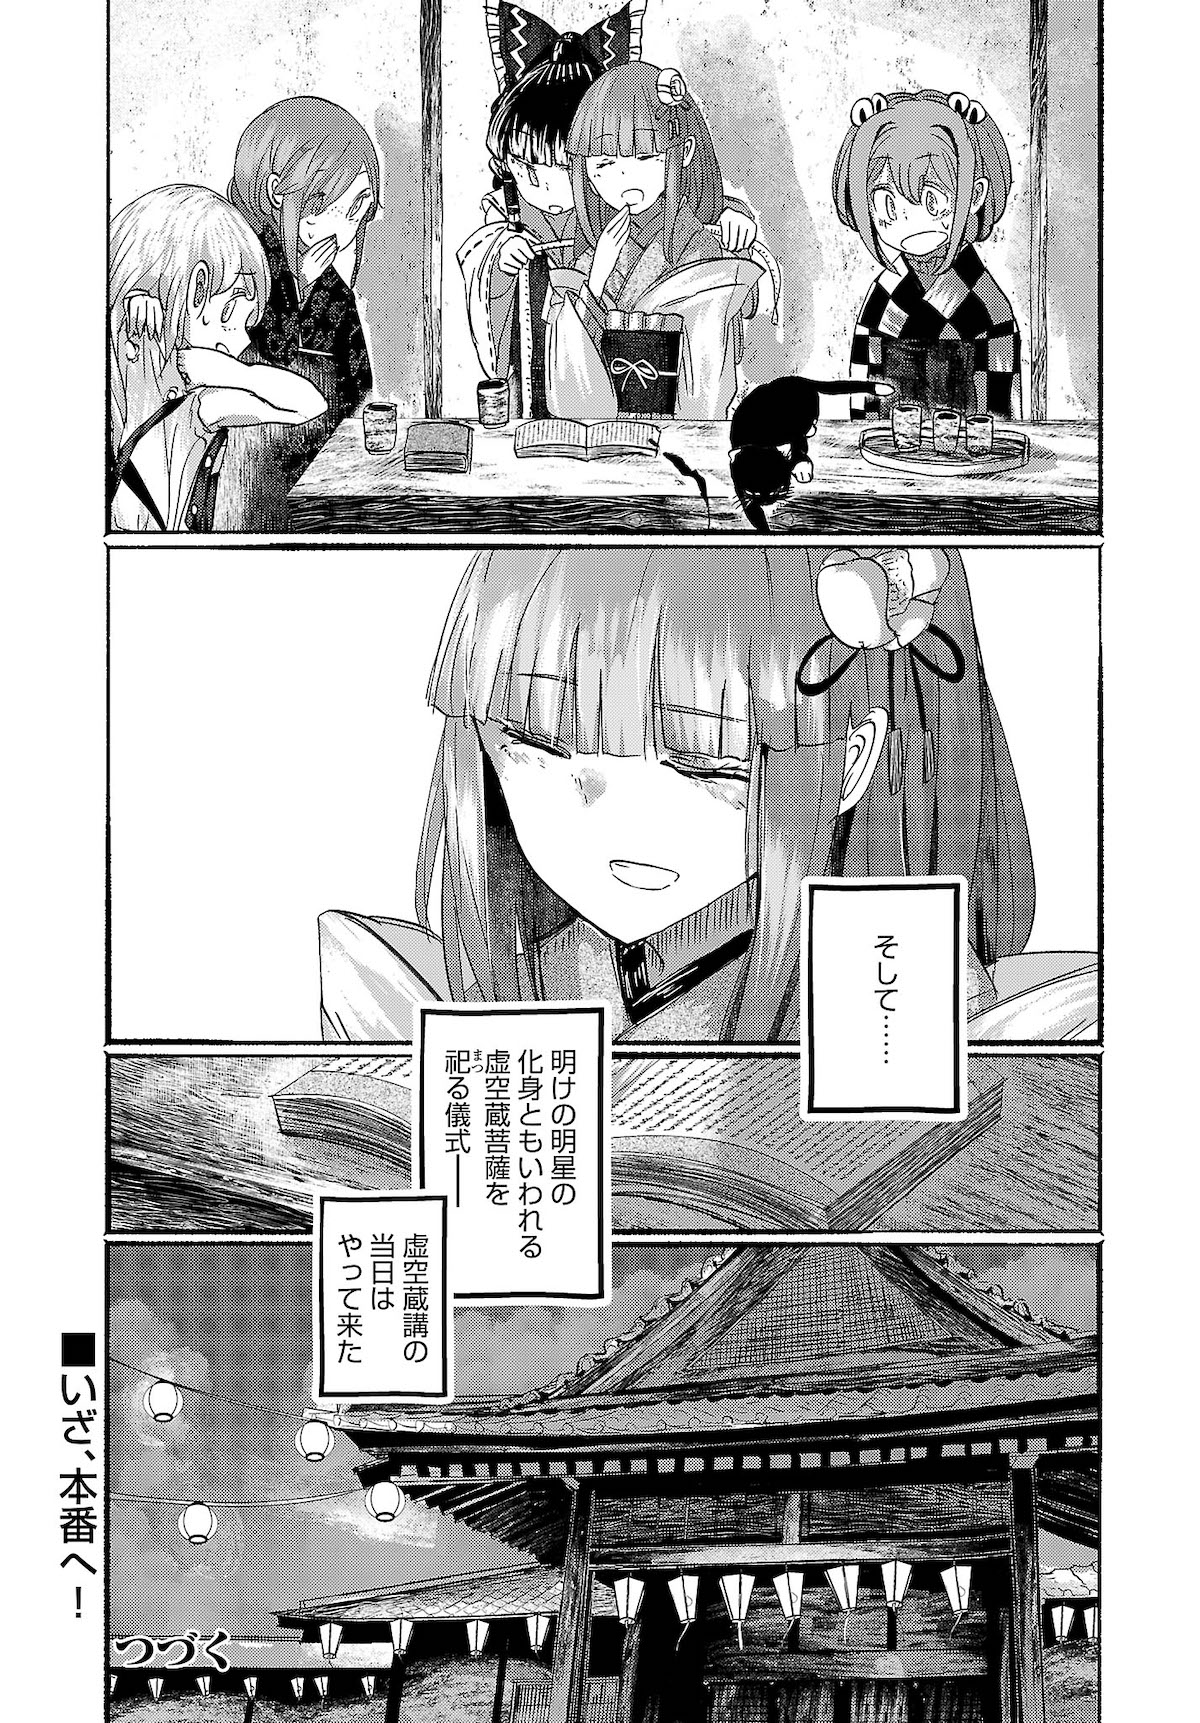 そして……
明けの明星の
化身ともいわれる
虚空蔵菩薩を
まつ
祀る儀式──
虚空蔵講の
当日は
やって来た
■いざ、本番へ！
つづく